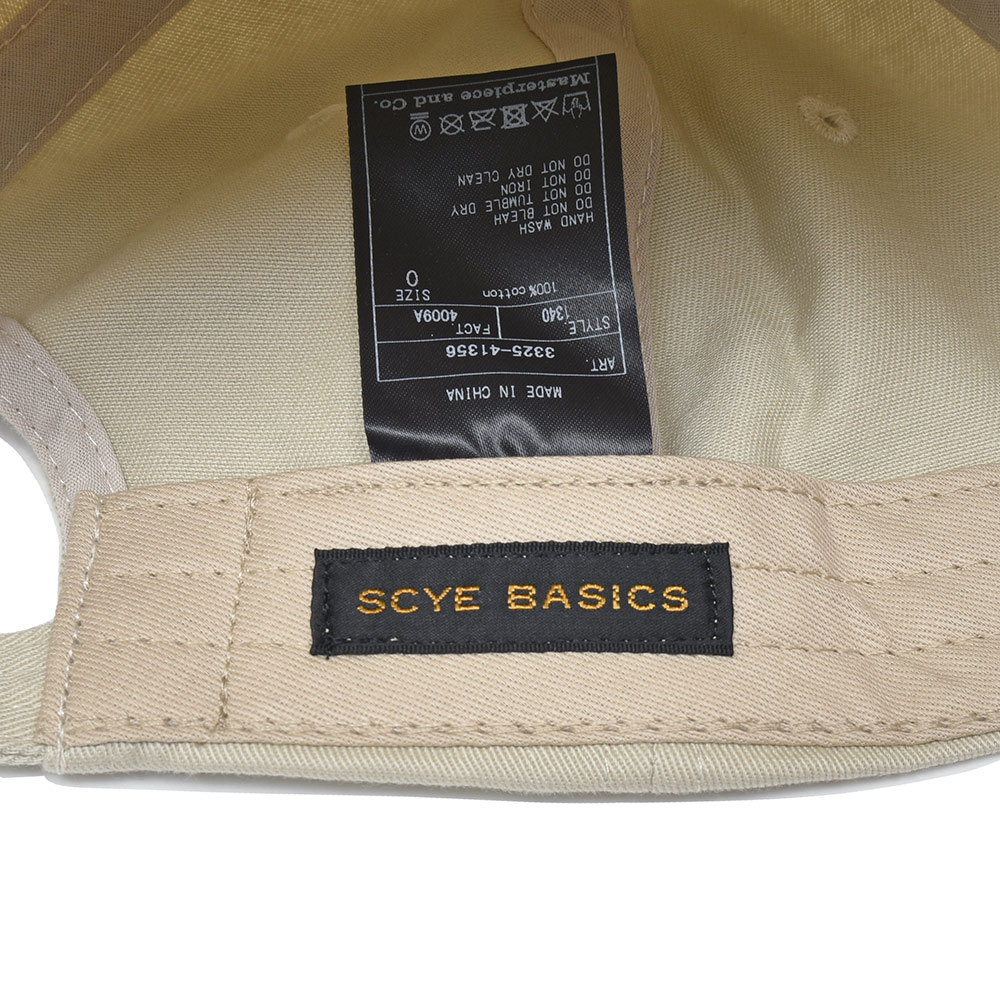 MADE IN CHINA
ART. 3325-41356
STYLE. 1340 FACT. 4009A
100% cotton SIZE 0
HAND WASH
DO NOT BLEAH
DO NOT TUMBLE DRY
DO NOT IRON
DO NOT DRY CLEAN
W
Masterpiece and Co.
SCYE BASICS